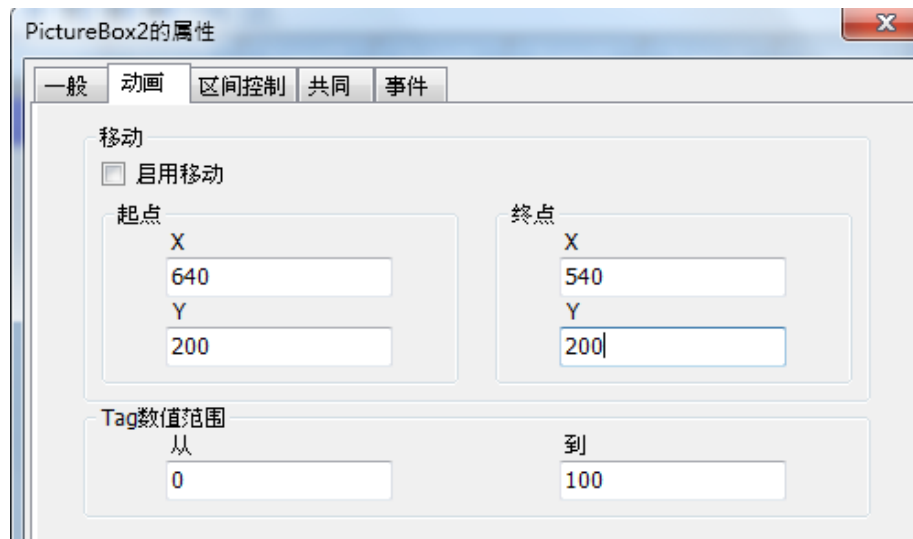 PictureBox2的属性
一般 动画 区间控制 共同 事件
移动
启用移动
起点 终点
X X
640 540
Y Y
200 200
Tag数值范围
从 到
0 100